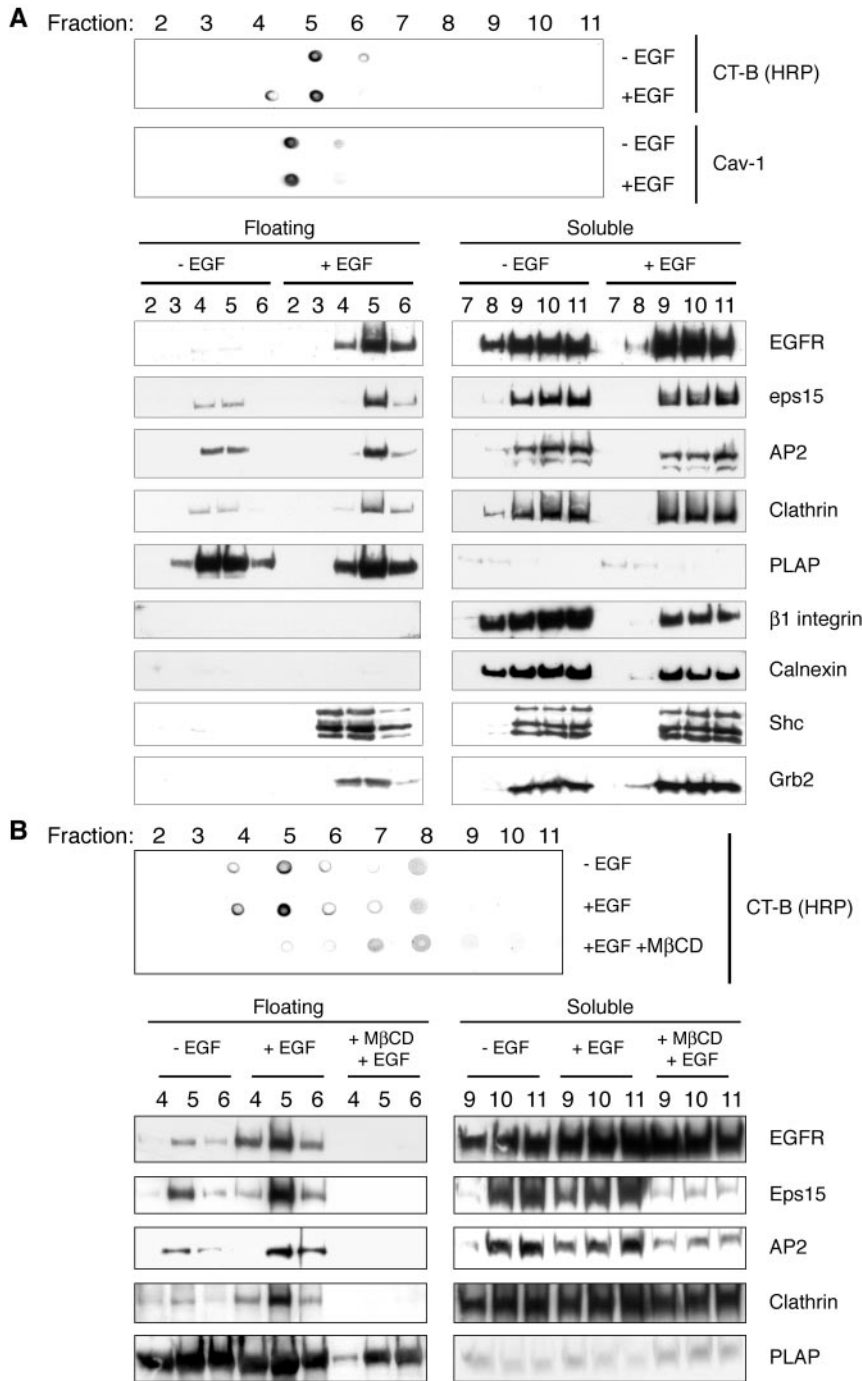 A Fraction: 2 3 4 5 6 7 8 9 10 11
- EGF
+EGF
CT-B (HRP)
- EGF
+EGF
Cav-1
Floating Soluble
- EGF + EGF - EGF + EGF
2 3 4 5 6 2 3 4 5 6 7 8 9 10 11 7 8 9 10 11
EGFR
eps15
AP2
Clathrin
PLAP
β1 integrin
Calnexin
Shc
Grb2
B Fraction: 2 3 4 5 6 7 8 9 10 11
- EGF
+EGF
+EGF +MβCD
CT-B (HRP)
Floating Soluble
- EGF + EGF + MβCD + EGF - EGF + EGF + MβCD + EGF
4 5 6 4 5 6 4 5 6 9 10 11 9 10 11 9 10 11
EGFR
Eps15
AP2
Clathrin
PLAP